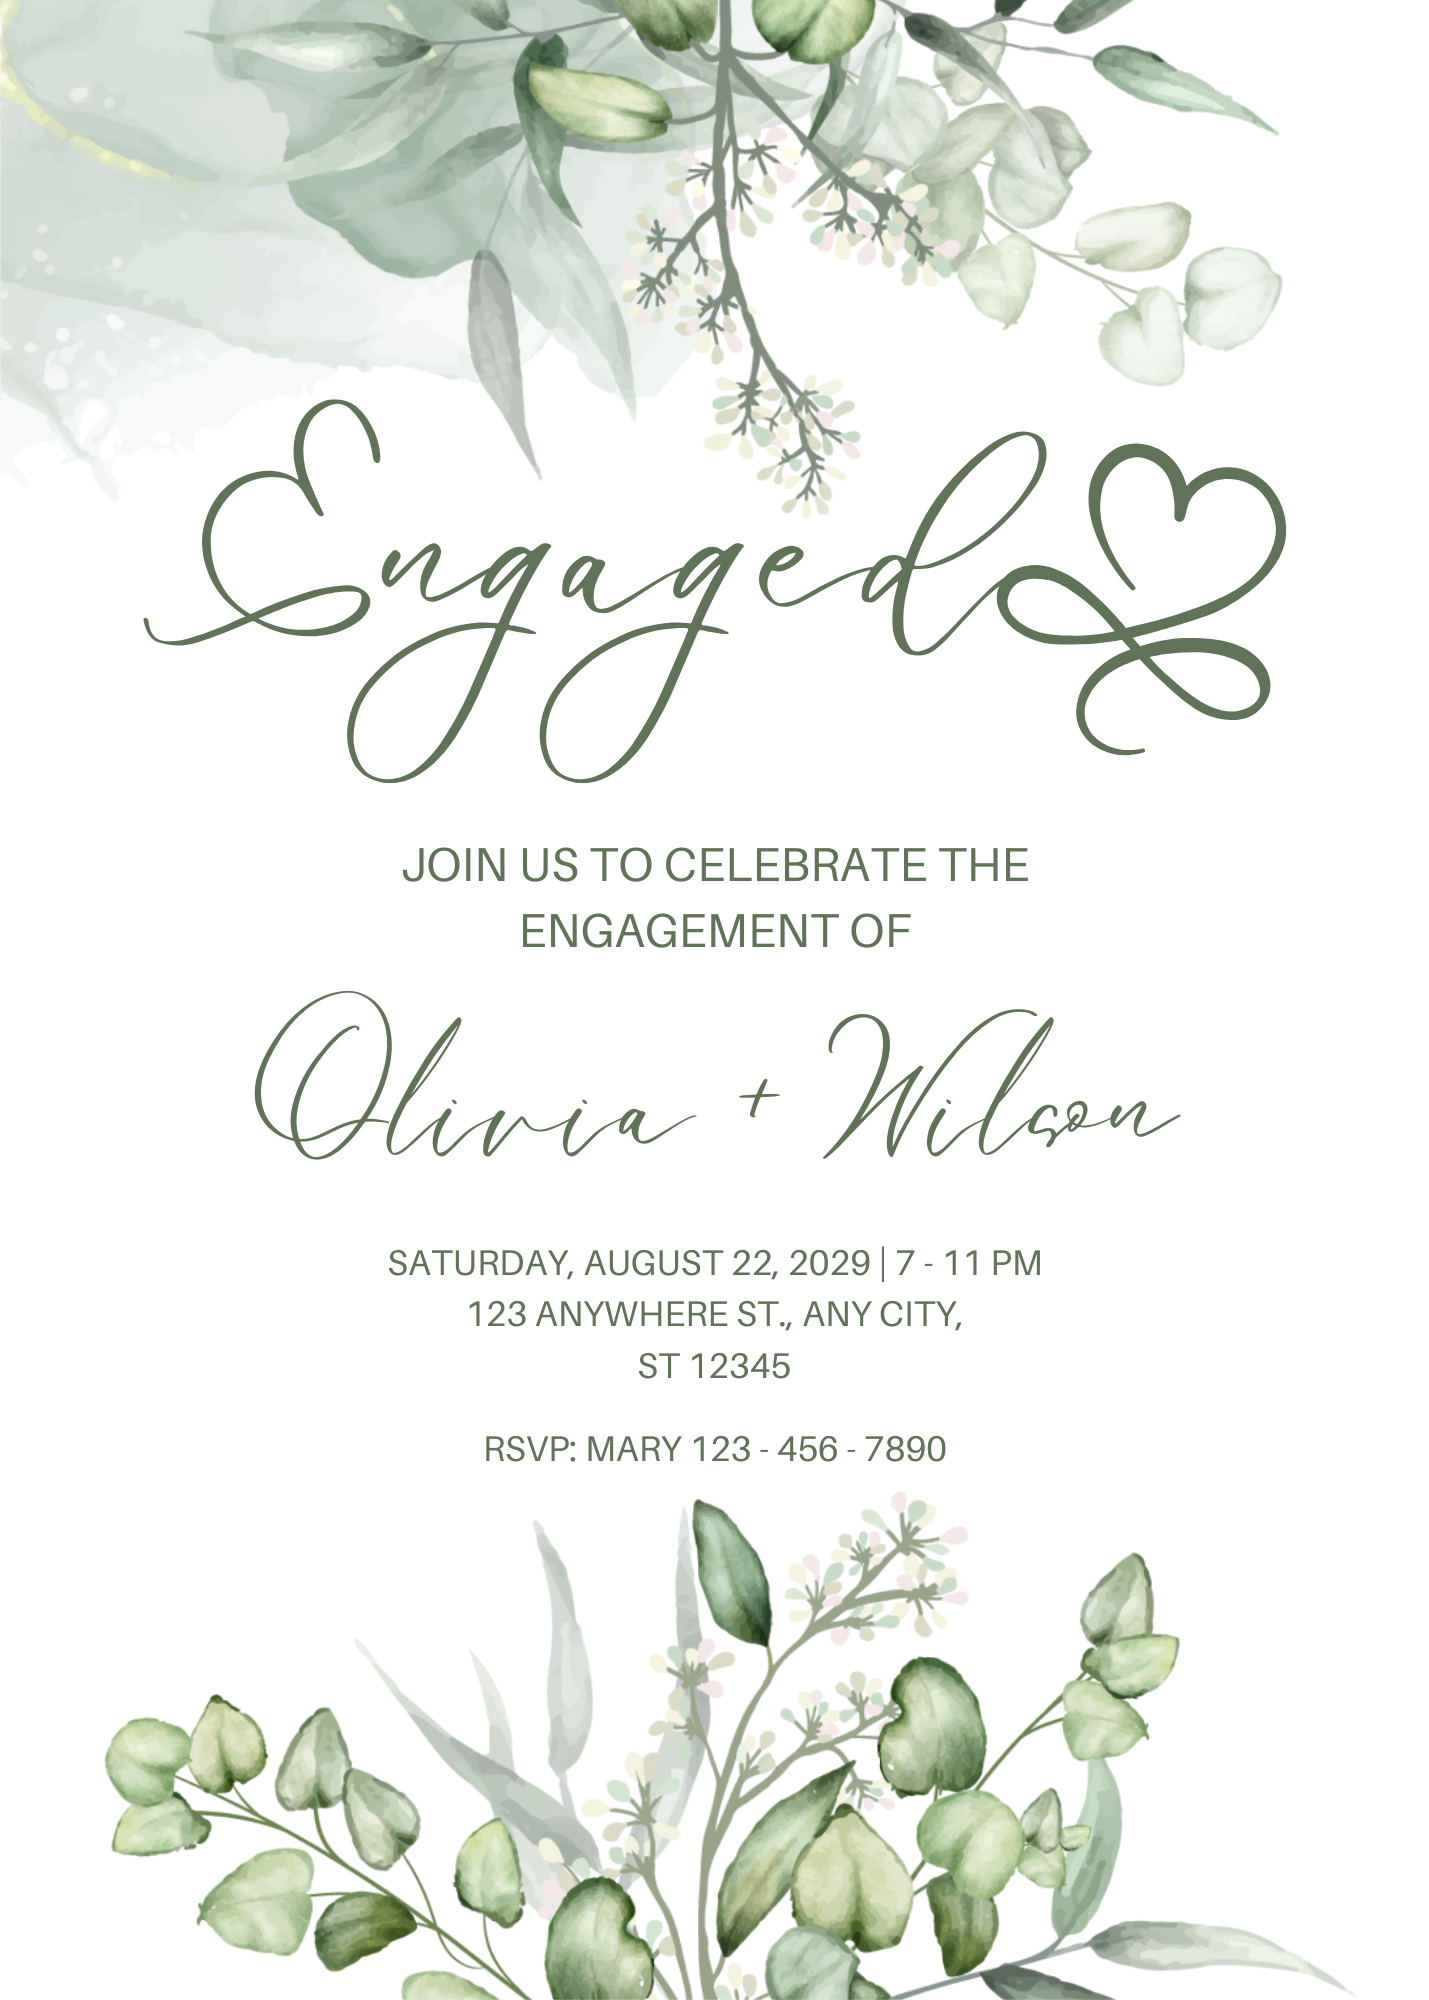 Engaged
JOIN US TO CELEBRATE THE
ENGAGEMENT OF
Olivia + Wilson
SATURDAY, AUGUST 22, 2029 | 7 - 11 PM
123 ANYWHERE ST., ANY CITY,
ST 12345
RSVP: MARY 123 - 456 - 7890